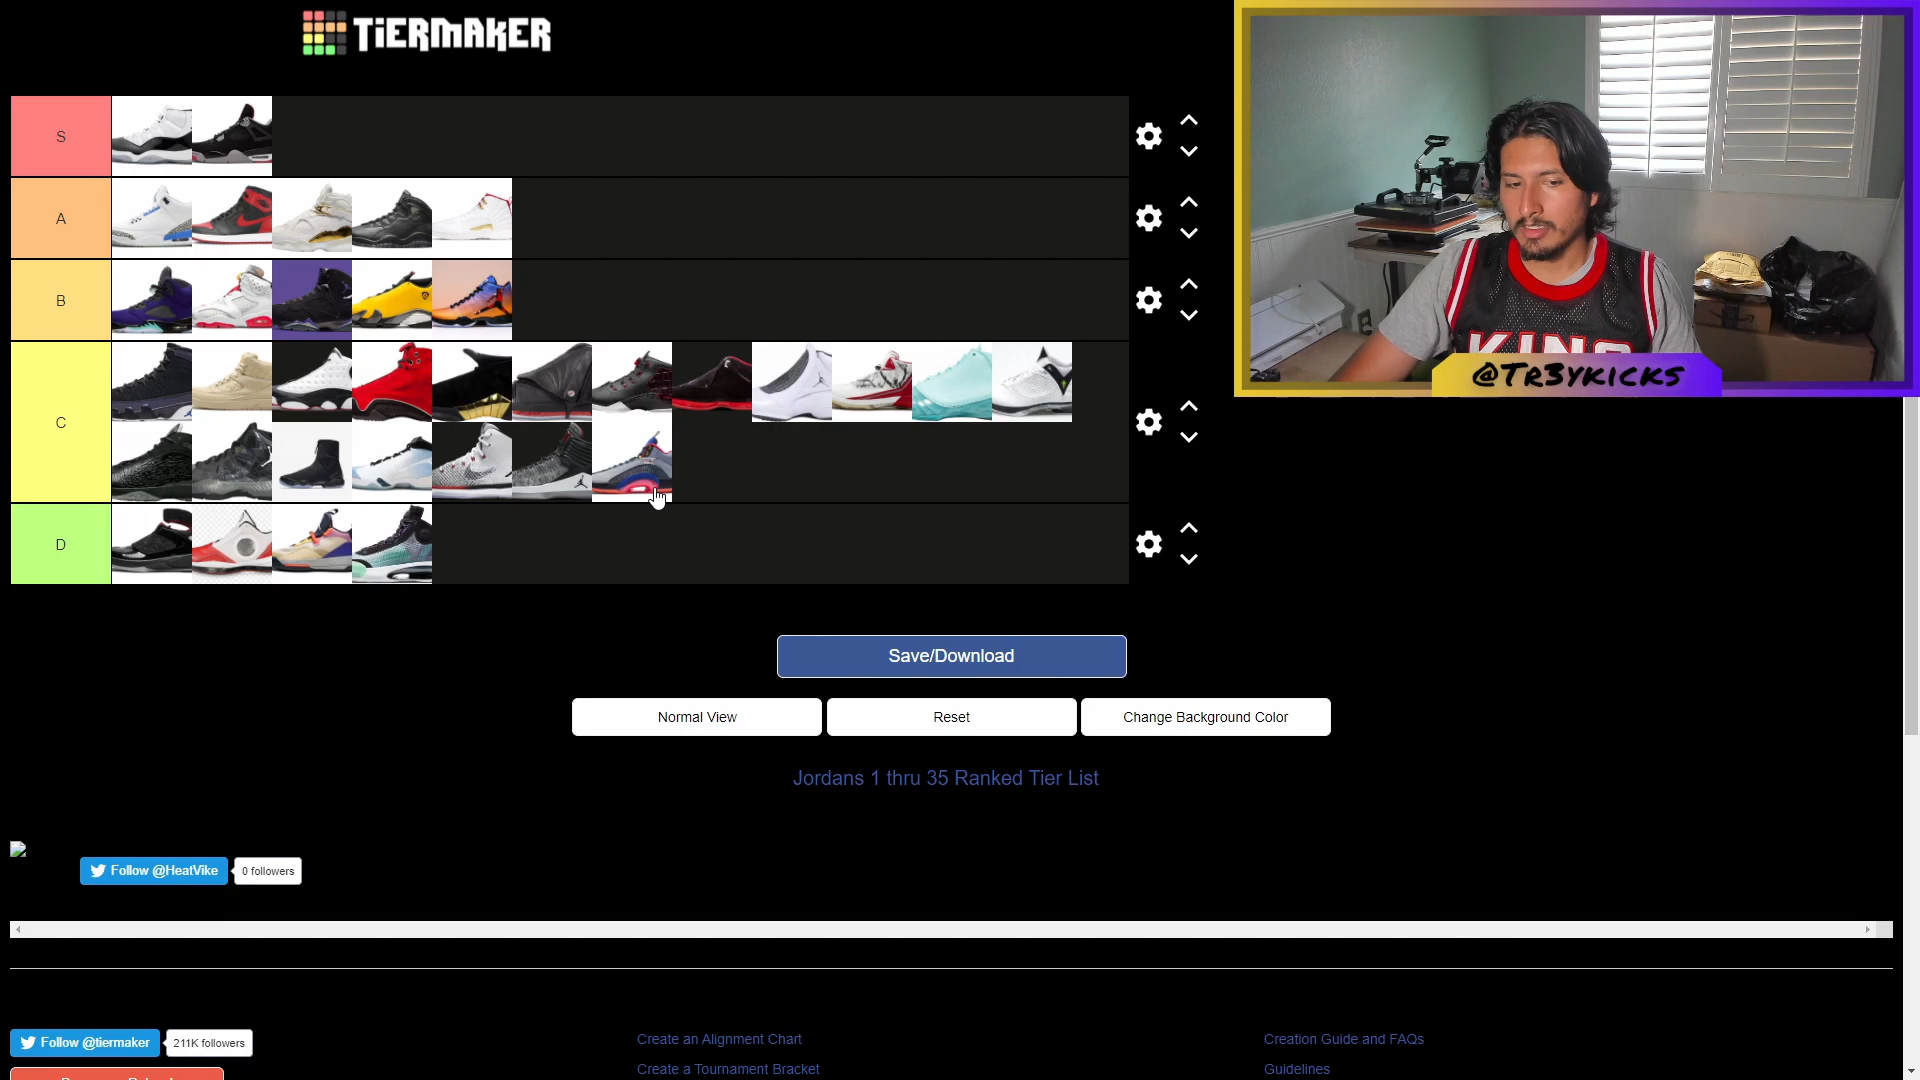 TiERMAKER
S
A
B
C
D
KING
@TR3YKICKS
Save/Download
Normal View
Reset
Change Background Color
Jordans 1 thru 35 Ranked Tier List
Follow @HeatVike
0 followers
Follow @tiermaker
211K followers
Create an Alignment Chart
Creation Guide and FAQs
Create a Tournament Bracket
Guidelines